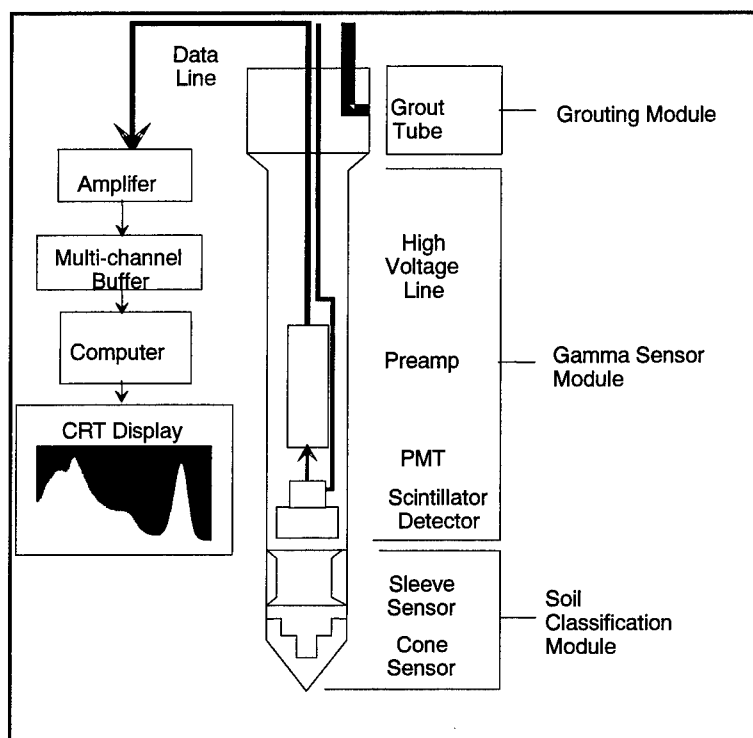 Data
Line
Amplifer
Multi-channel
Buffer
Computer
CRT Display
Grout
Tube
Grouting Module
High
Voltage
Line
Preamp
PMT
Scintillator
Detector
Gamma Sensor
Module
Sleeve
Sensor
Cone
Sensor
Soil
Classification
Module